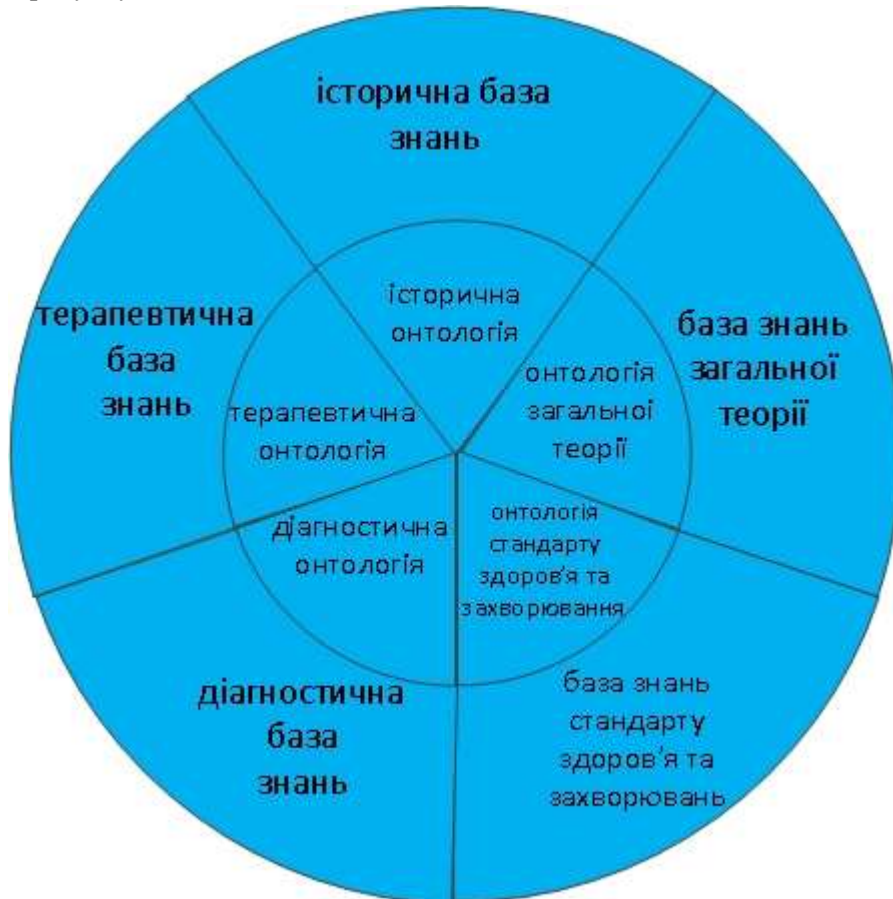 історична база
знань
історична
онтологія
терапевтична
база
знань
база знань
загальної
теорії
терапевтична
онтологія
онтологія
загальної
теорії
діагностична
онтологія
онтологія
стандарту
здоров'я та
захворювання
діагностична
база
знань
база знань
стандарту
здоров'я та
захворювань